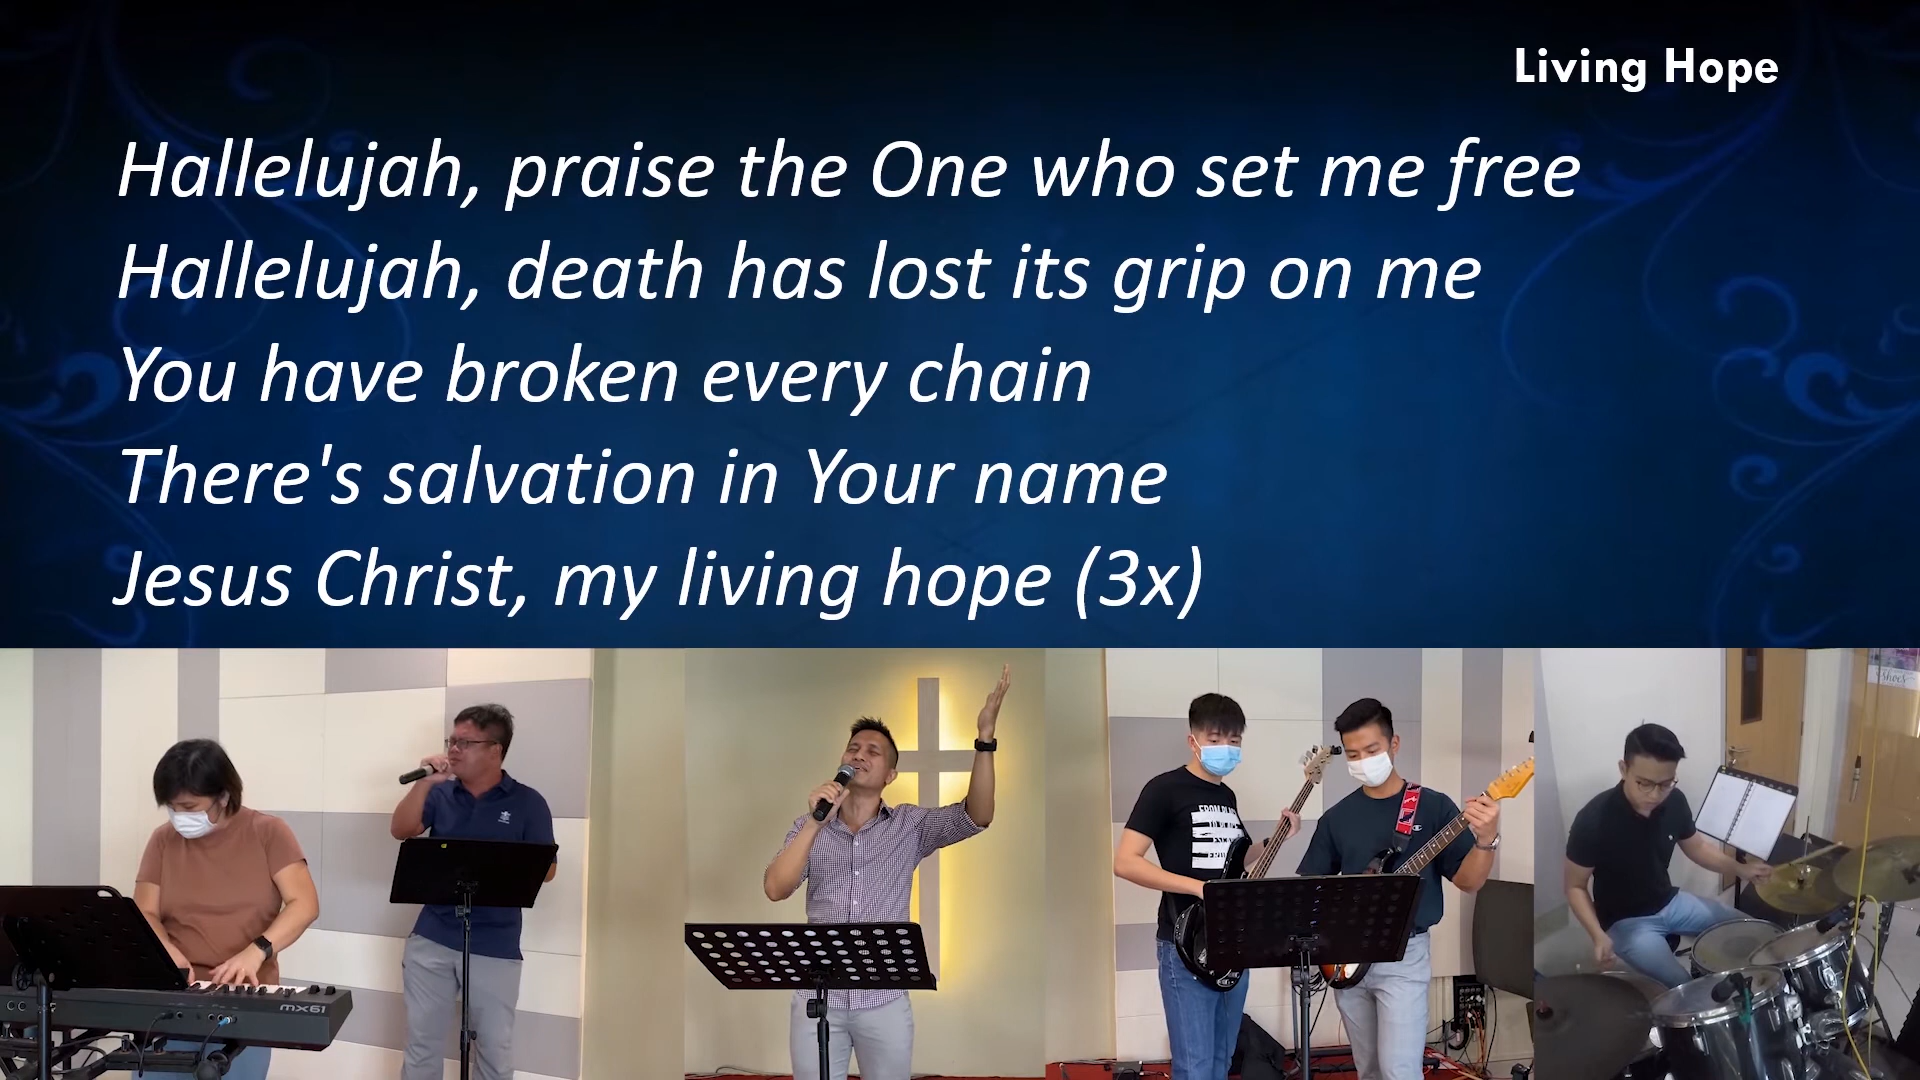 Living Hope
Hallelujah, praise the One who set me free
Hallelujah, death has lost its grip on me
You have broken every chain
There's salvation in Your name
Jesus Christ, my living hope (3x)
mx61
shoes